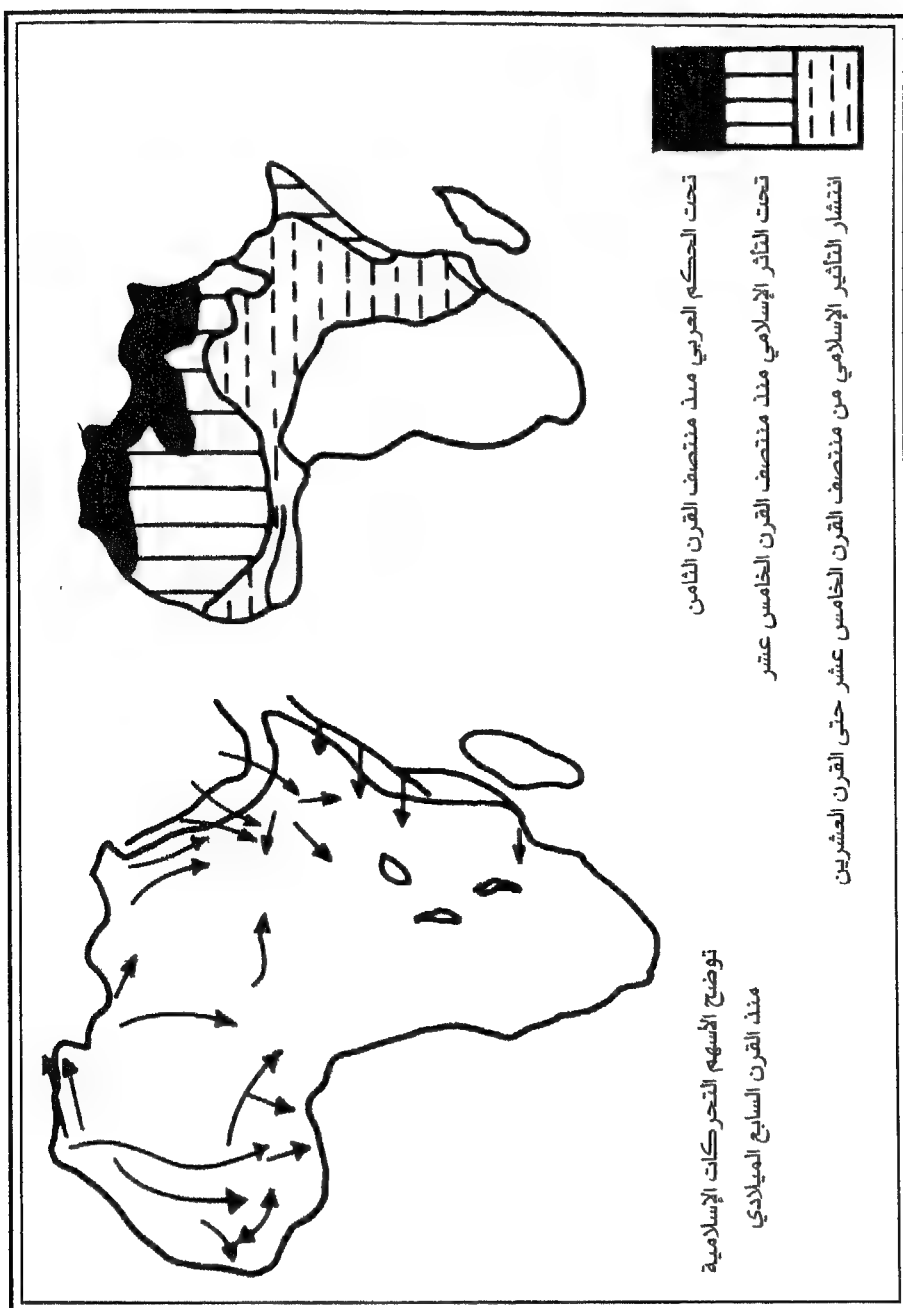 تحت الحكم العربي منذ منتصف القرن الثامن
تحت التأثر الإسلامي منذ منتصف القرن الخامس عشر
انتشار التأثير الإسلامي من منتصف القرن الخامس عشر حتى القرن العشرين
توضح الأسهم التحركات الإسلامية
منذ القرن السابع الميلادي